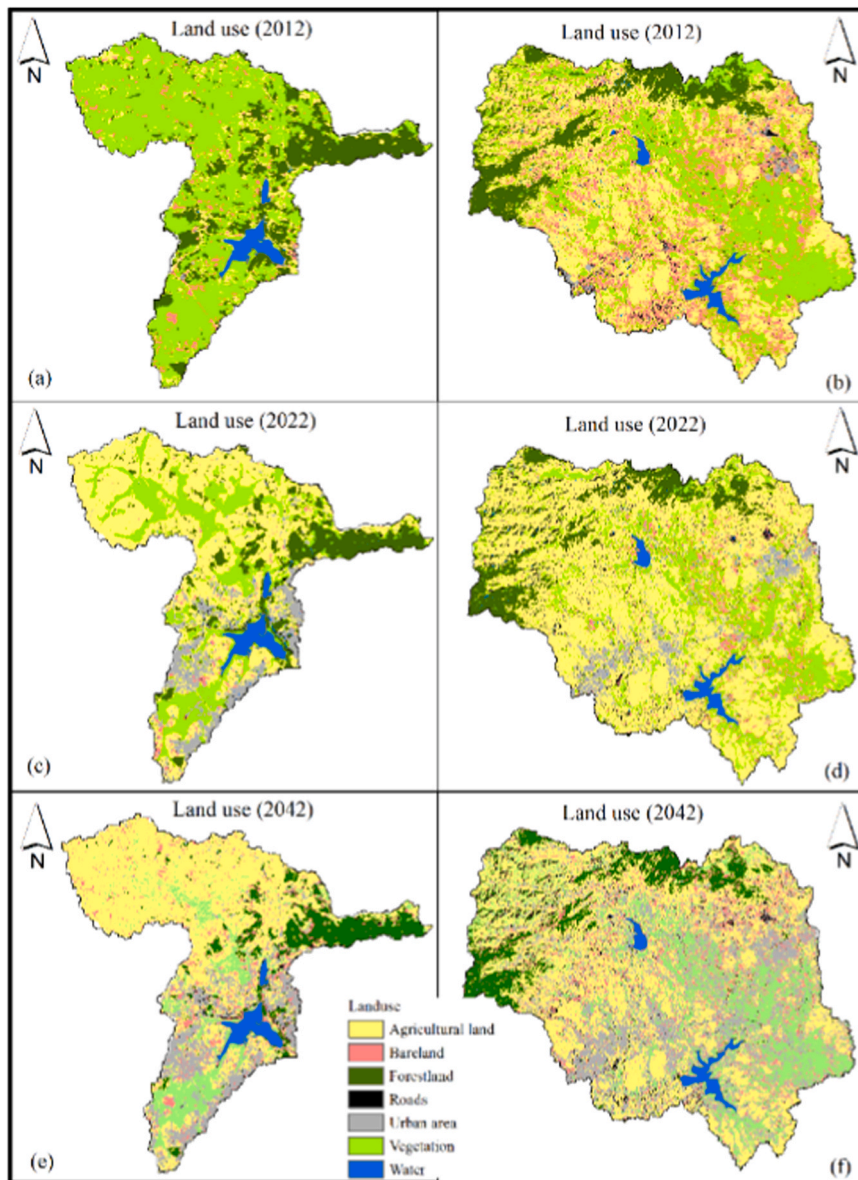 Land use (2012)
N
(a)
Land use (2012)
N
(b)
Land use (2022)
N
(c)
Land use (2022)
N
(d)
Land use (2042)
N
(e)
Land use (2042)
N
(f)
Landuse
Agricultural land
Bareland
Forestland
Roads
Urban area
Vegetation
Water